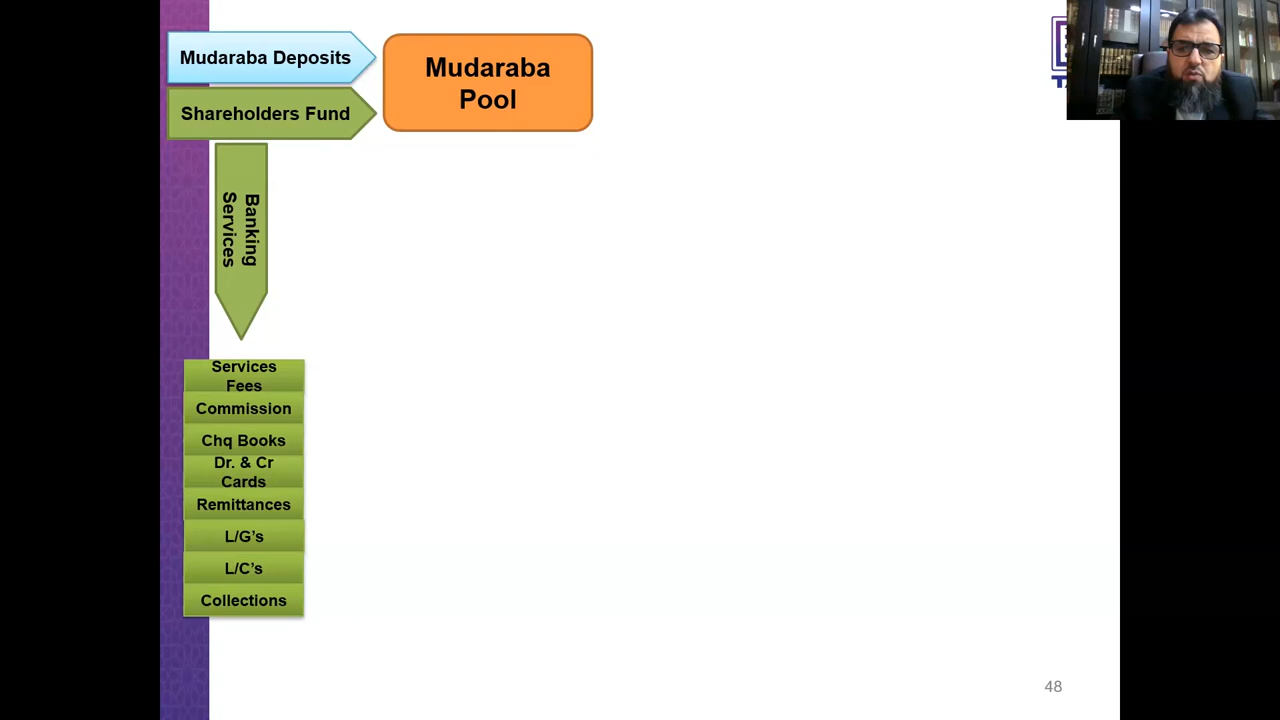 Mudaraba Deposits
Shareholders Fund
Mudaraba
Pool
Banking
Services
Services
Fees
Commission
Chq Books
Dr. & Cr
Cards
Remittances
L/G’s
L/C’s
Collections
48